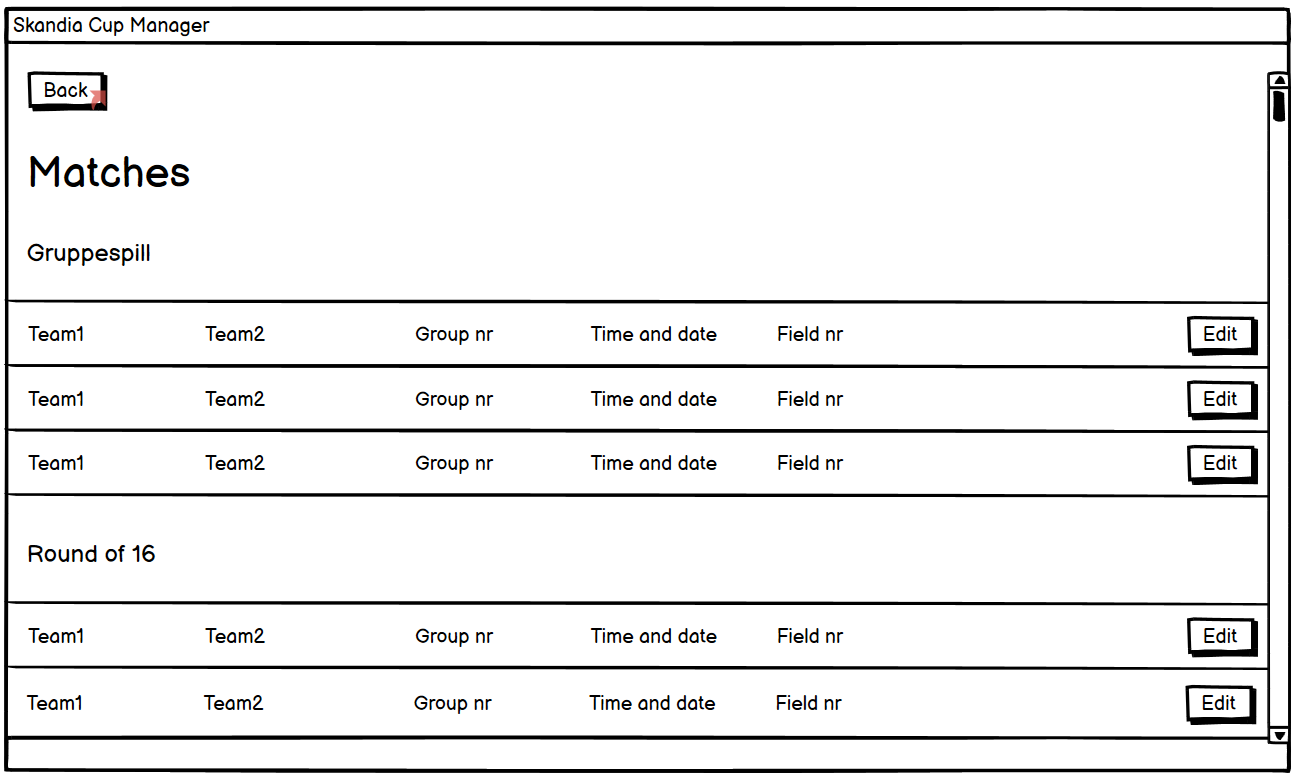 Skandia Cup Manager
Back
Matches
Gruppespill
Team1 Team2 Group nr Time and date Field nr Edit
Team1 Team2 Group nr Time and date Field nr Edit
Team1 Team2 Group nr Time and date Field nr Edit
Round of 16
Team1 Team2 Group nr Time and date Field nr Edit
Team1 Team2 Group nr Time and date Field nr Edit